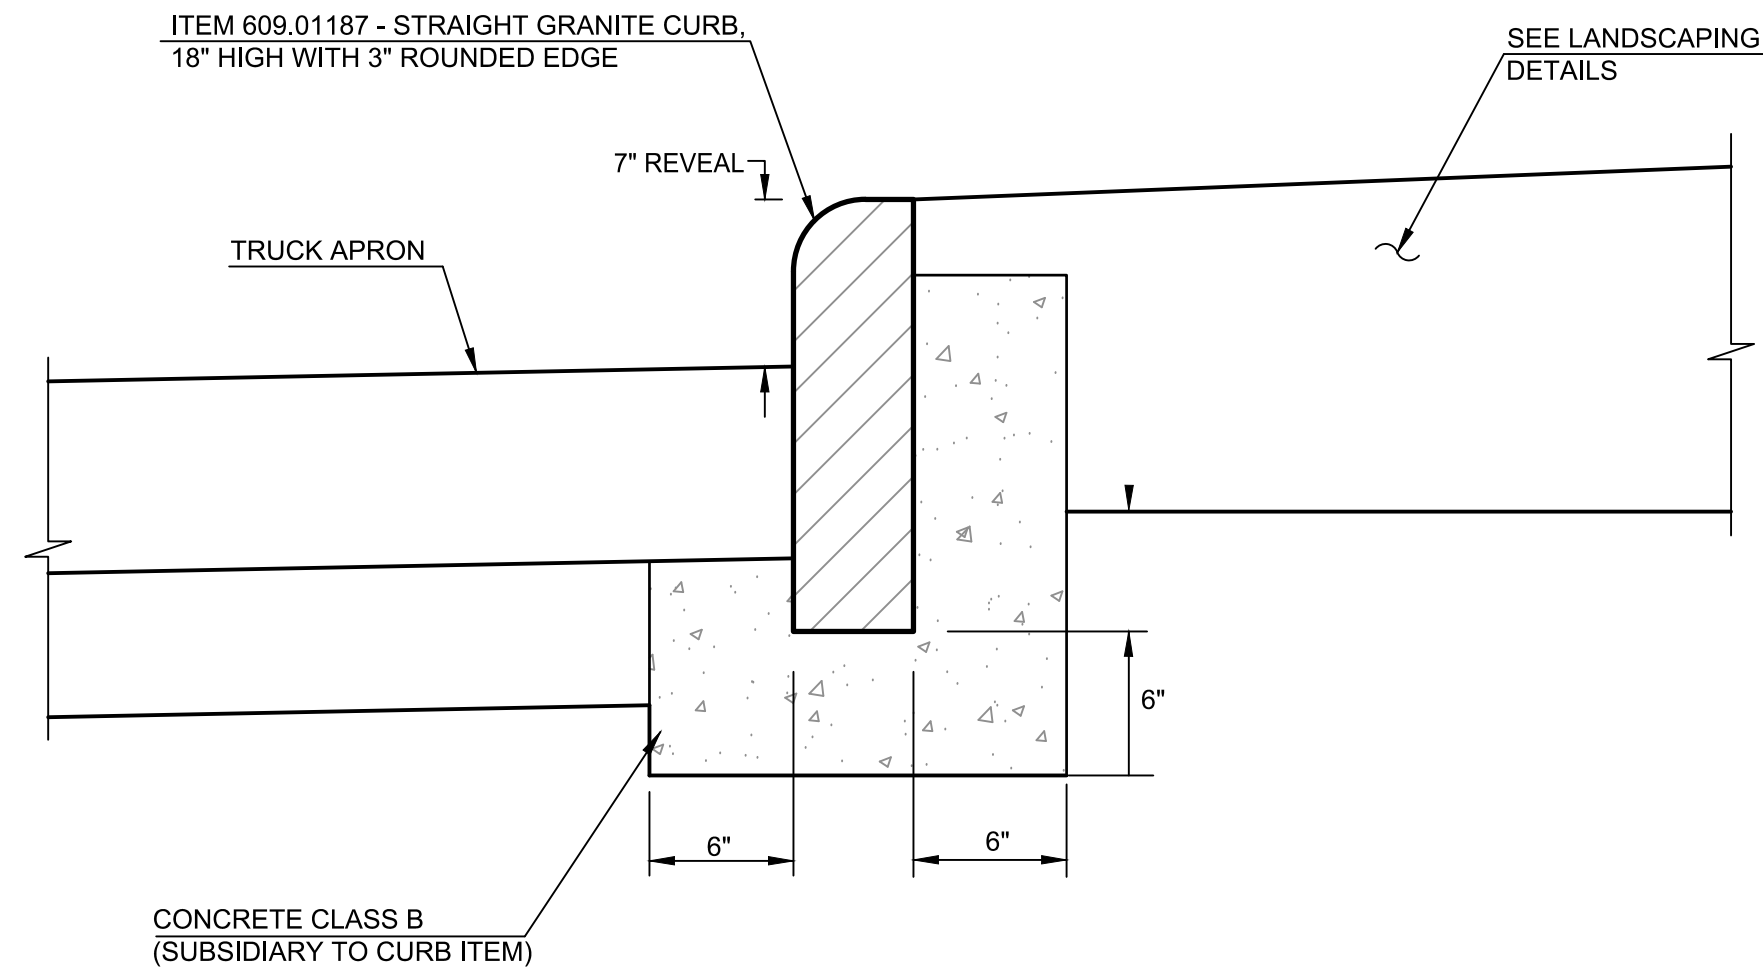 ITEM 609.01187 - STRAIGHT GRANITE CURB,
18" HIGH WITH 3" ROUNDED EDGE
SEE LANDSCAPING
DETAILS
7" REVEAL
TRUCK APRON
6"
6"
6"
CONCRETE CLASS B
(SUBSIDIARY TO CURB ITEM)